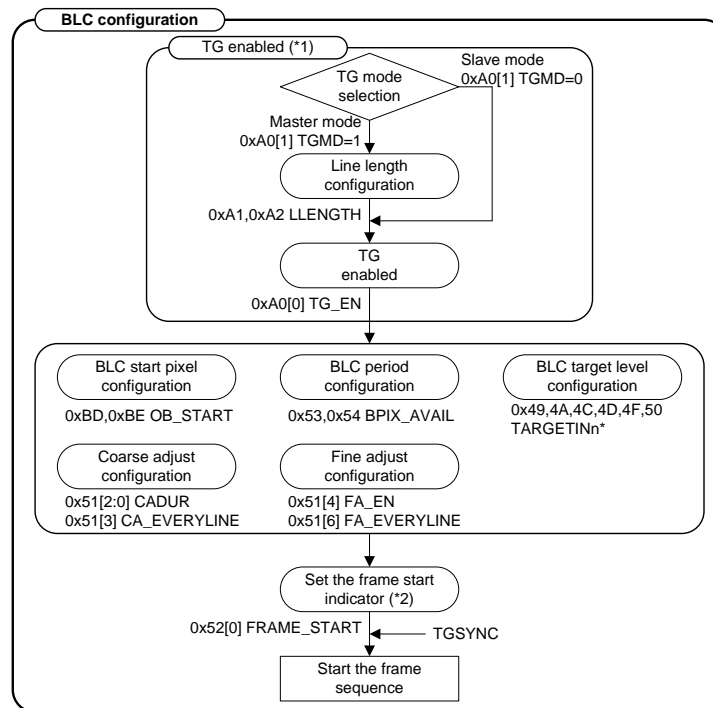 BLC configuration
TG enabled (*1)
TG mode
selection
Slave mode
0xA0[1] TGMD=0
Master mode
0xA0[1] TGMD=1
Line length
configuration
0xA1,0xA2 LLENGTH
TG
enabled
0xA0[0] TG_EN
BLC start pixel
configuration
0xBD,0xBE OB_START
BLC period
configuration
0x53,0x54 BPIX_AVAIL
BLC target level
configuration
0x49,4A,4C,4D,4F,50
TARGETINn*
Coarse adjust
configuration
0x51[2:0] CADUR
0x51[3] CA_EVERYLINE
Fine adjust
configuration
0x51[4] FA_EN
0x51[6] FA_EVERYLINE
Set the frame start
indicator (*2)
0x52[0] FRAME_START
TGSYNC
Start the frame
sequence